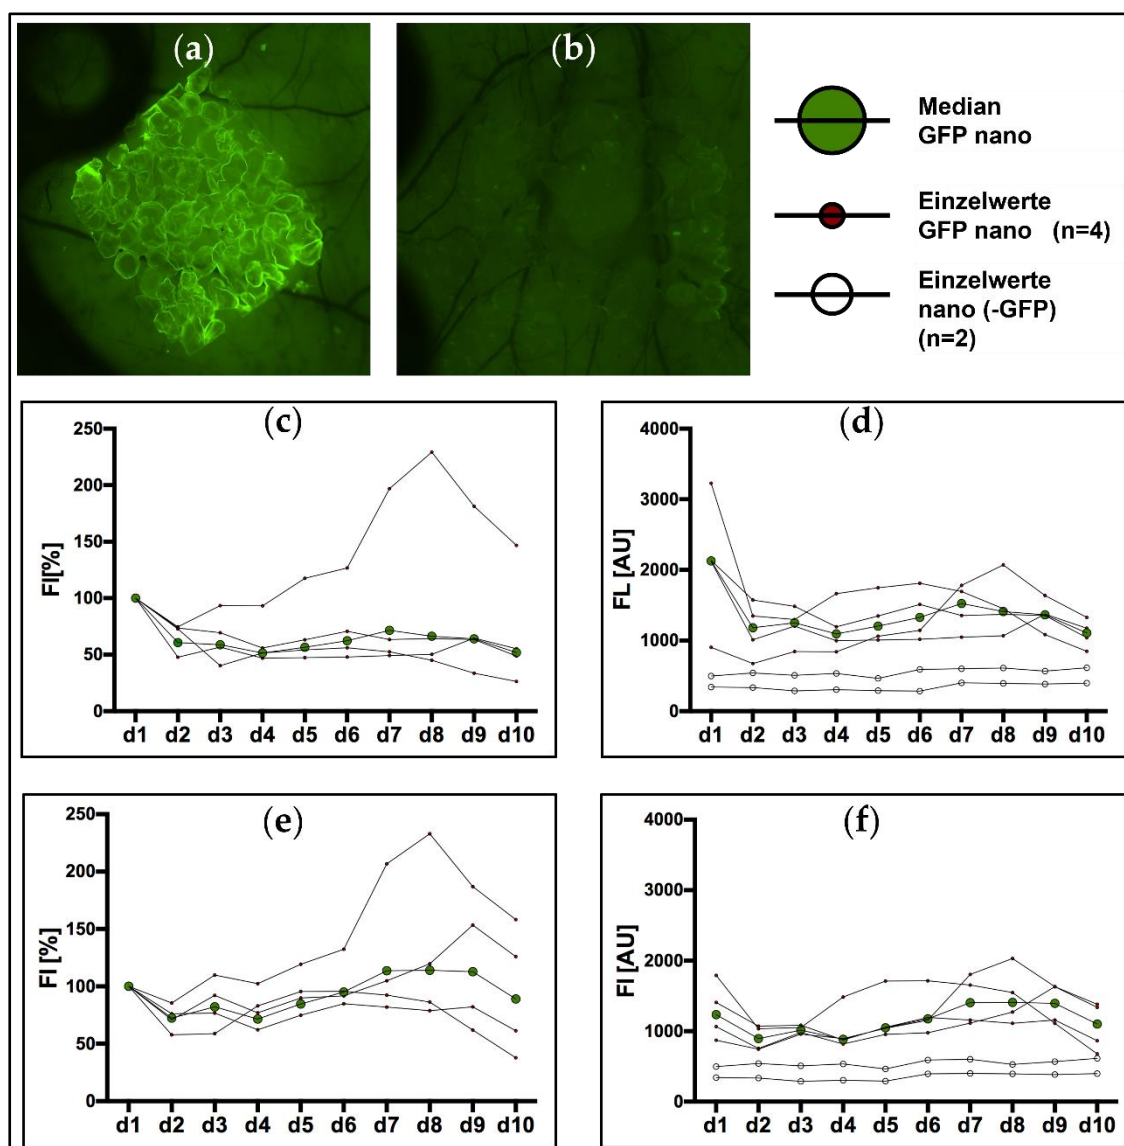 (a)
(b)
Median
GFP nano
Einzelwerte
GFP nano (n=4)
Einzelwerte
nano (-GFP)
(n=2)
(c)
FI[%]
250
200
150
100
50
0
d1 d2 d3 d4 d5 d6 d7 d8 d9 d10
(d)
FL [AU]
4000
3000
2000
1000
0
d1 d2 d3 d4 d5 d6 d7 d8 d9 d10
(e)
FI [%]
250
200
150
100
50
0
d1 d2 d3 d4 d5 d6 d7 d8 d9 d10
(f)
FI [AU]
4000
3000
2000
1000
0
d1 d2 d3 d4 d5 d6 d7 d8 d9 d10